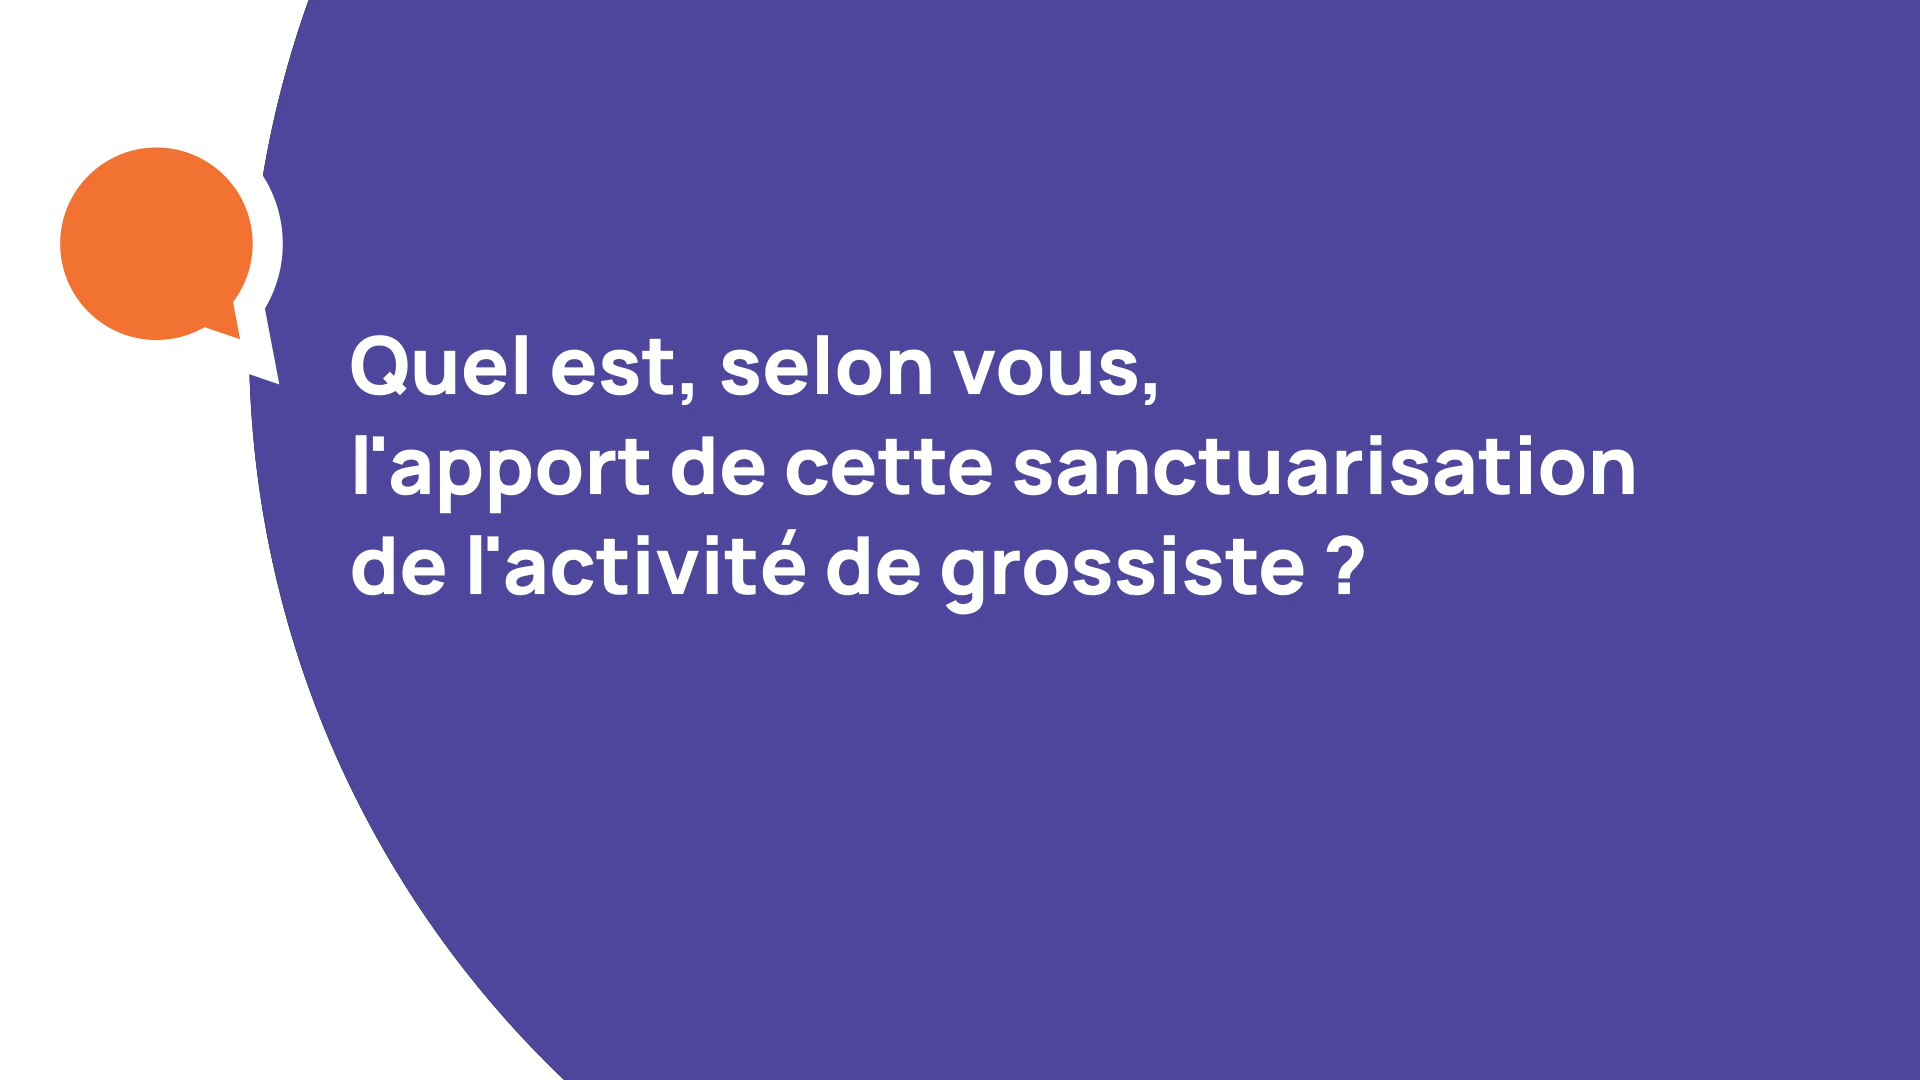 Quel est, selon vous,
l'apport de cette sanctuarisation
de l'activité de grossiste ?